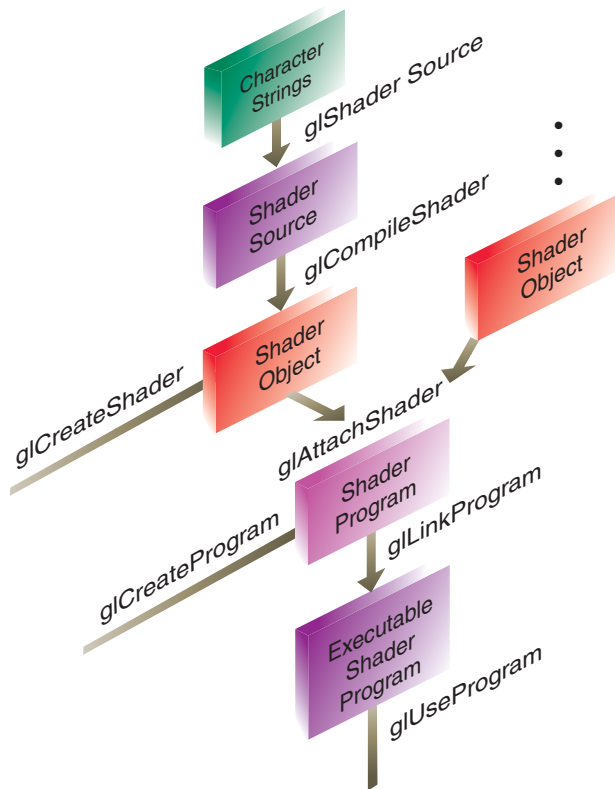 Character
Strings
glShader Source
Shader
Source
glCompileShader
Shader
Object
Shader
Object
glCreateShader
glAttachShader
Shader
Program
glLinkProgram
glCreateProgram
Executable
Shader
Program
glUseProgram